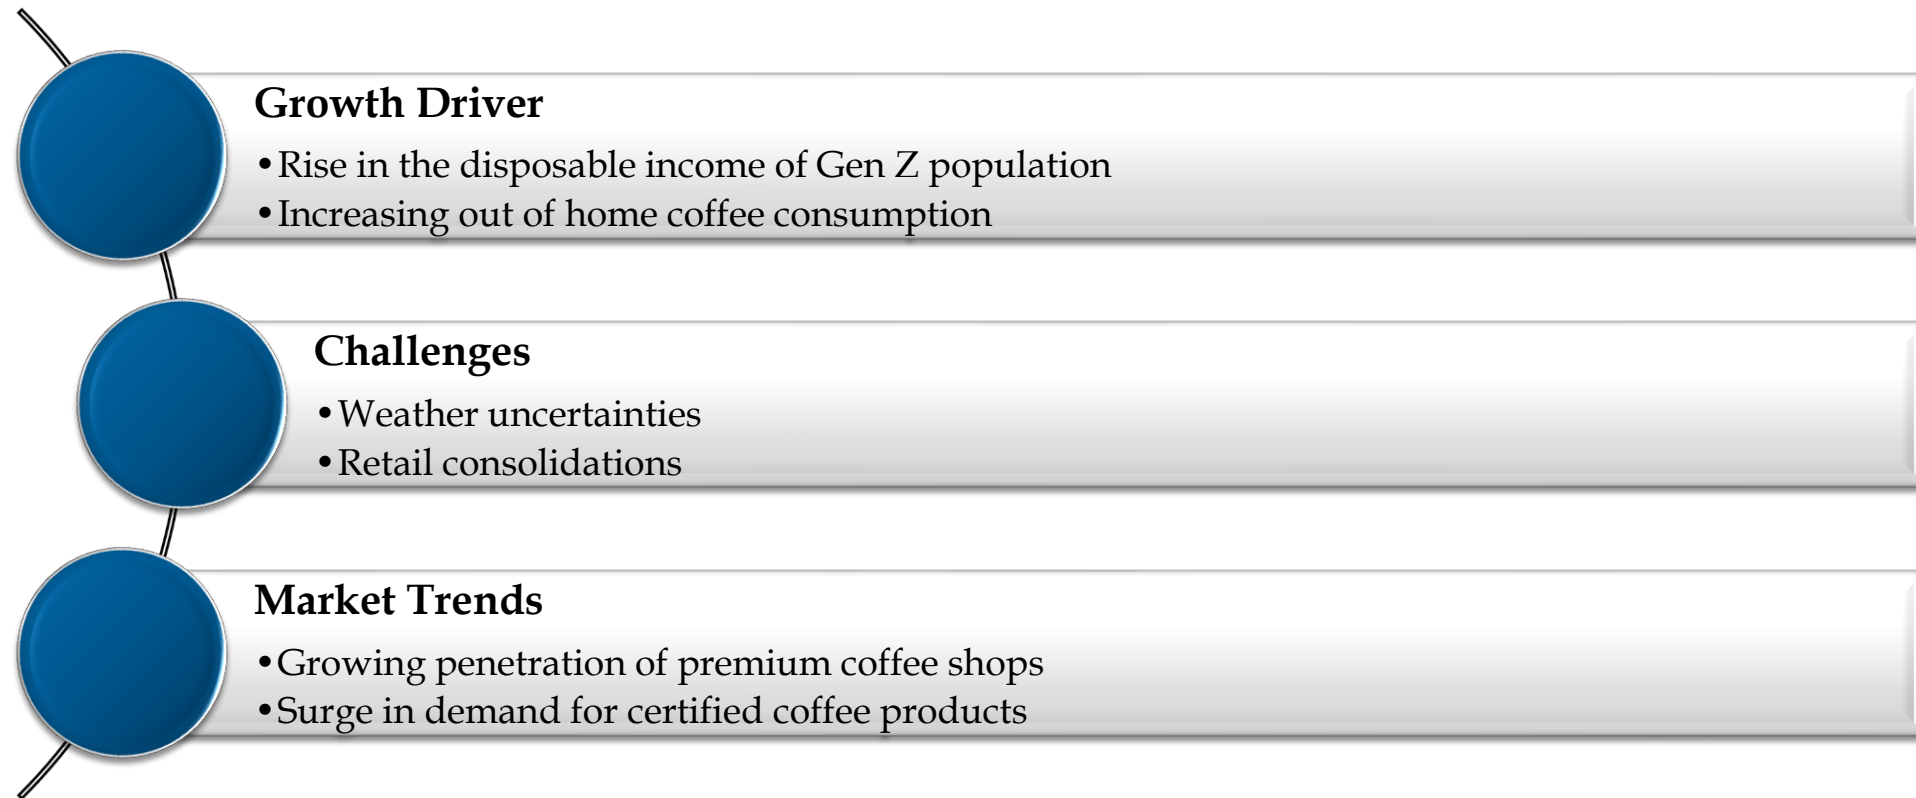 Growth Driver
•Rise in the disposable income of Gen Z population
•Increasing out of home coffee consumption
Challenges
•Weather uncertainties
•Retail consolidations
Market Trends
•Growing penetration of premium coffee shops
•Surge in demand for certified coffee products